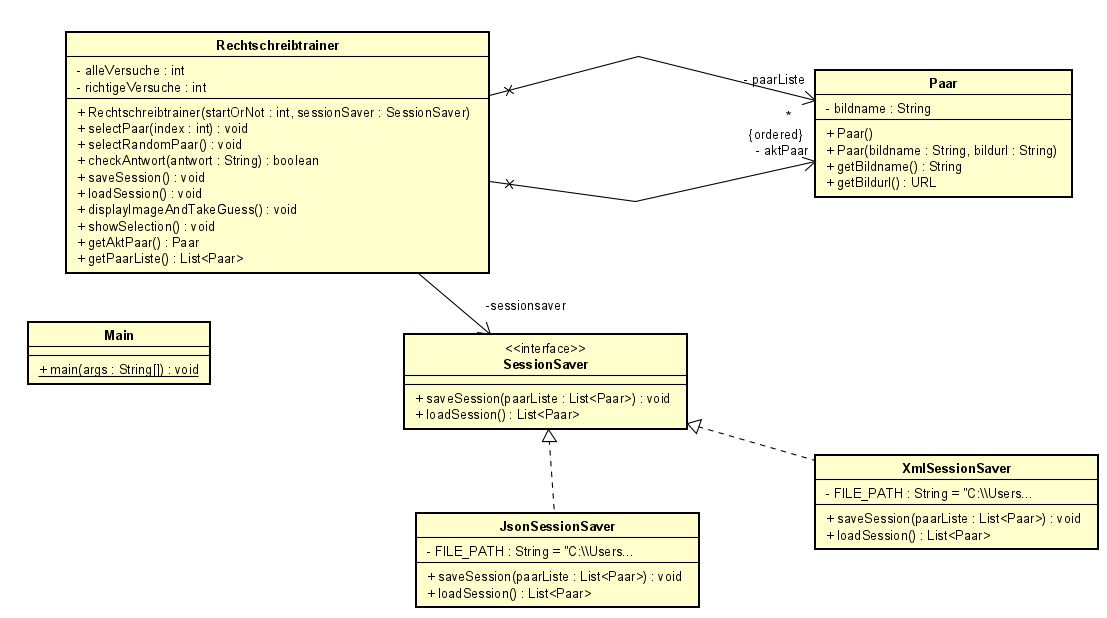 Rechtschreibtrainer
- alleVersuche : int
- richtigeVersuche : int
+ Rechtschreibtrainer(startOrNot : int, sessionSaver : SessionSaver)
+ selectPaar(index : int) : void
+ selectRandomPaar() : void
+ checkAntwort(antwort : String) : boolean
+ saveSession() : void
+ loadSession() : void
+ displayImageAndTakeGuess() : void
+ showSelection() : void
+ getAktPaar() : Paar
+ getPaarListe() : List<Paar>
- paarListe
*
{ordered}
- aktPaar
Paar
- bildname : String
+ Paar()
+ Paar(bildname : String, bildurl : String)
+ getBildname() : String
+ getBildurl() : URL
-sessionsaver
Main
+ main(args : String[]) : void
<<interface>>
SessionSaver
+ saveSession(paarListe : List<Paar>) : void
+ loadSession() : List<Paar>
XmlSessionSaver
- FILE_PATH : String = "C:\\Users...
+ saveSession(paarListe : List<Paar>) : void
+ loadSession() : List<Paar>
JsonSessionSaver
- FILE_PATH : String = "C:\\Users...
+ saveSession(paarListe : List<Paar>) : void
+ loadSession() : List<Paar>